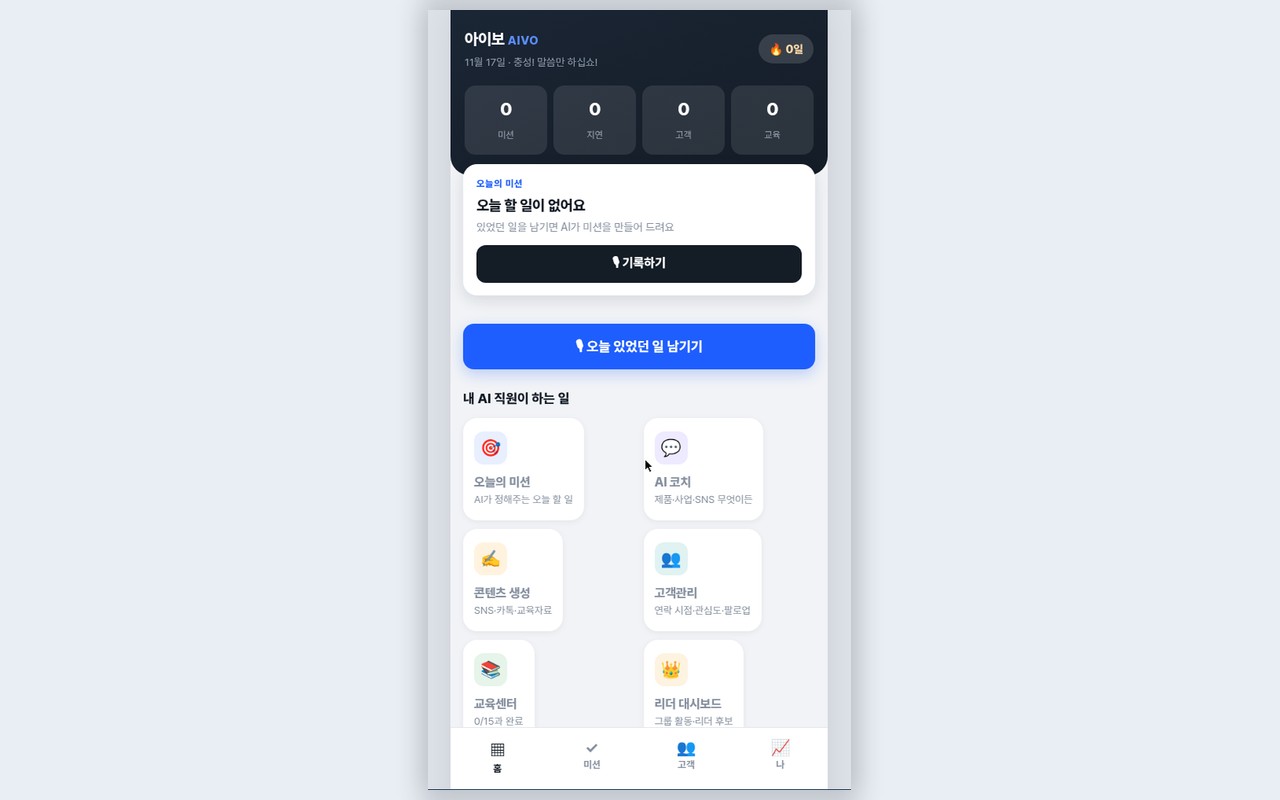 아이보 AIVO
11월 17일 · 충성! 말씀만 하십쇼!
🔥 0일
0 0 0 0
미션 지연 고객 교육
오늘의 미션
오늘 할 일이 없어요
있었던 일을 남기면 AI가 미션을 만들어 드려요
🎙 기록하기
🎙 오늘 있었던 일 남기기
내 AI 직원이 하는 일
오늘의 미션
AI가 정해주는 오늘 할 일
AI 코치
제품·사업·SNS 무엇이든
콘텐츠 생성
SNS·카톡·교육자료
고객관리
연락 시점·관심도·팔로업
교육센터
0/15과 완료
리더 대시보드
그룹 활동·리더 후보
홈 미션 고객 나